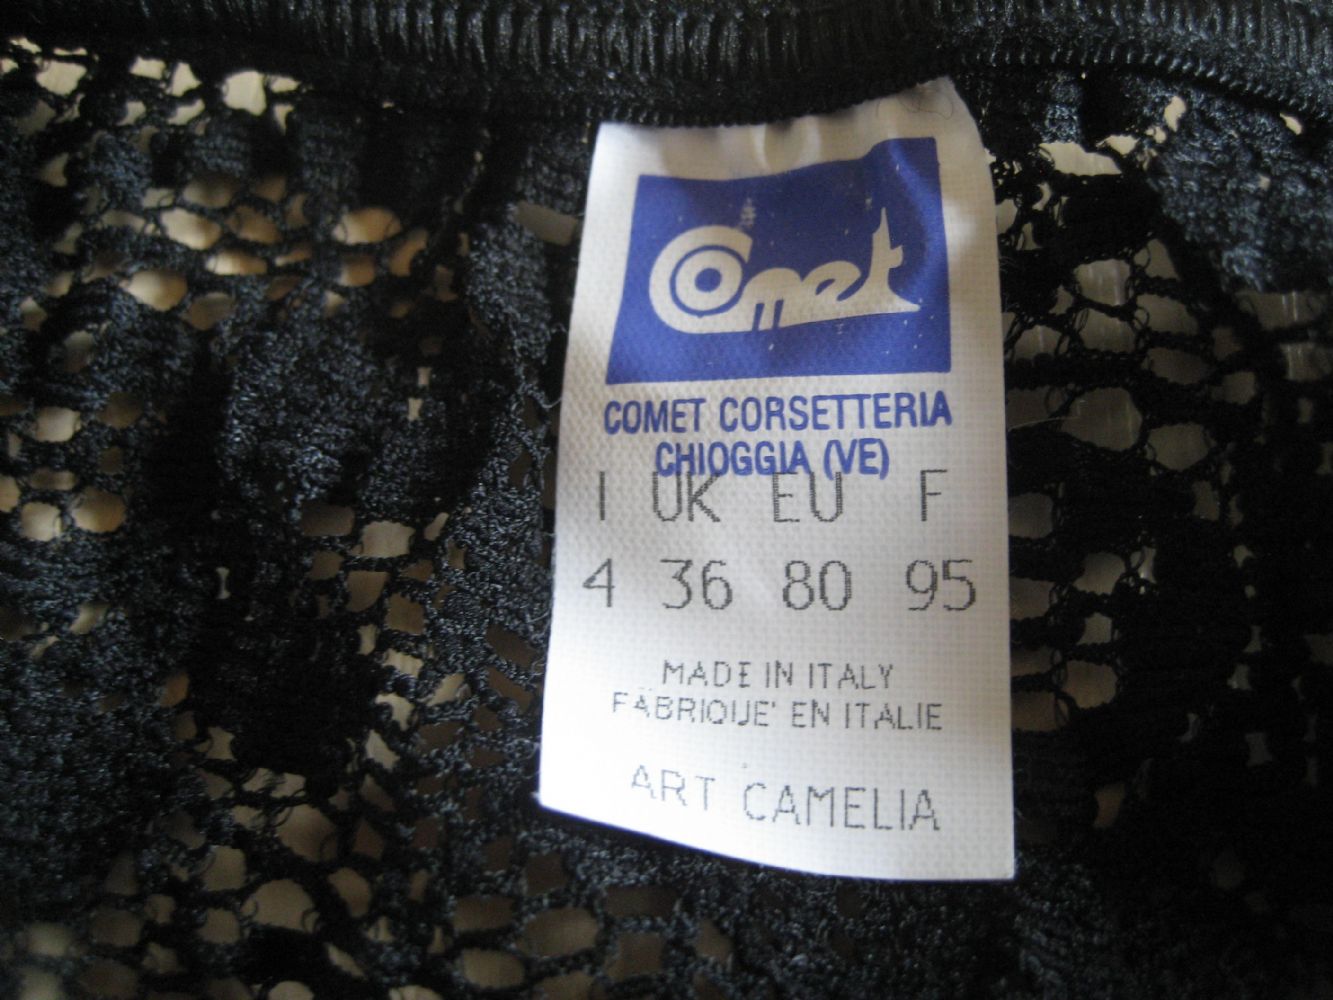 Comet
COMET CORSETTERIA
CHIOGGIA (VE)
I UK EU F
4 36 80 95
MADE IN ITALY
FABRIQUE' EN ITALIE
ART CAMELIA